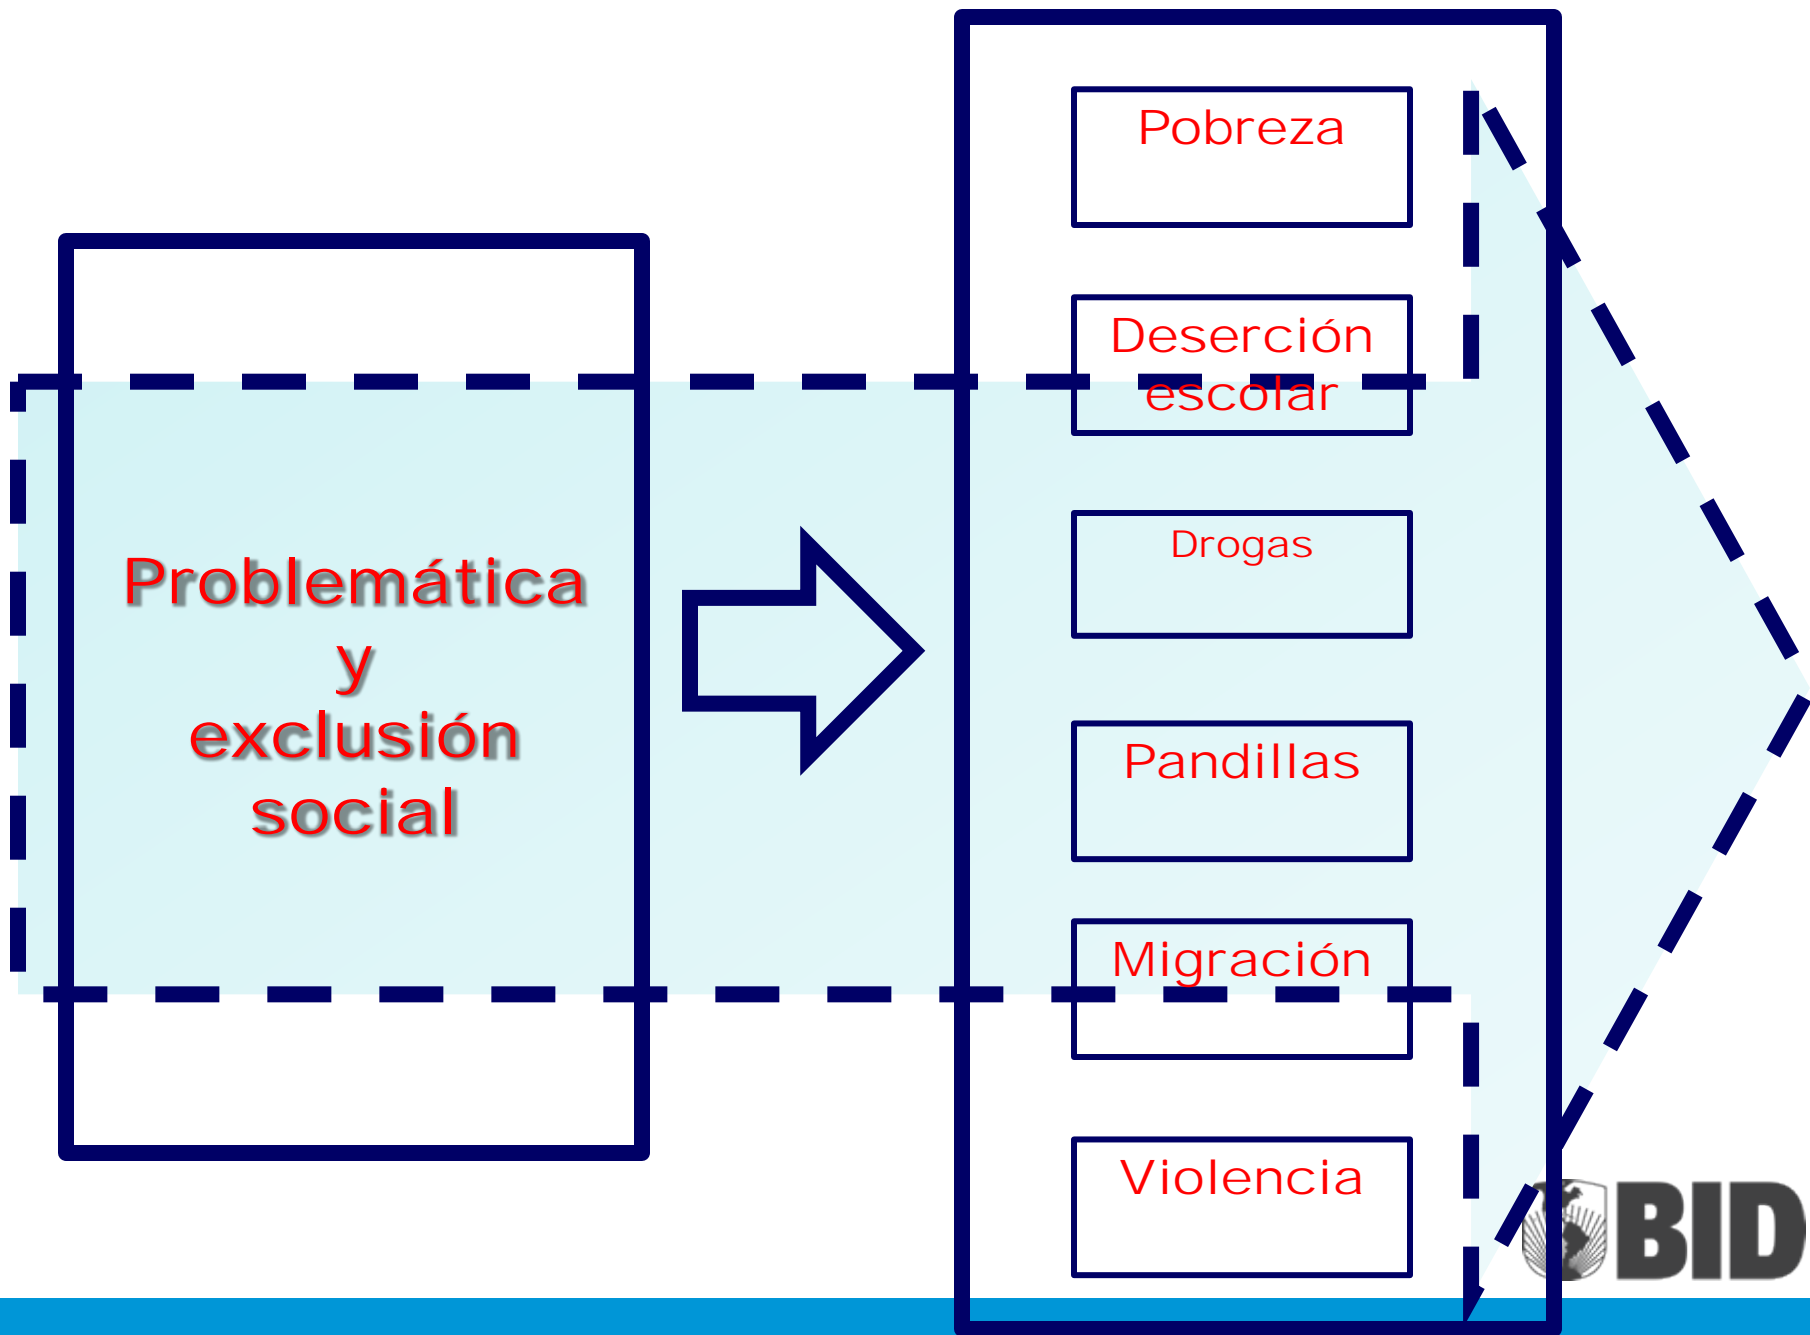 Problemática
y
exclusión
social
Pobreza
Deserción
escolar
Drogas
Pandillas
Migración
Violencia
BID